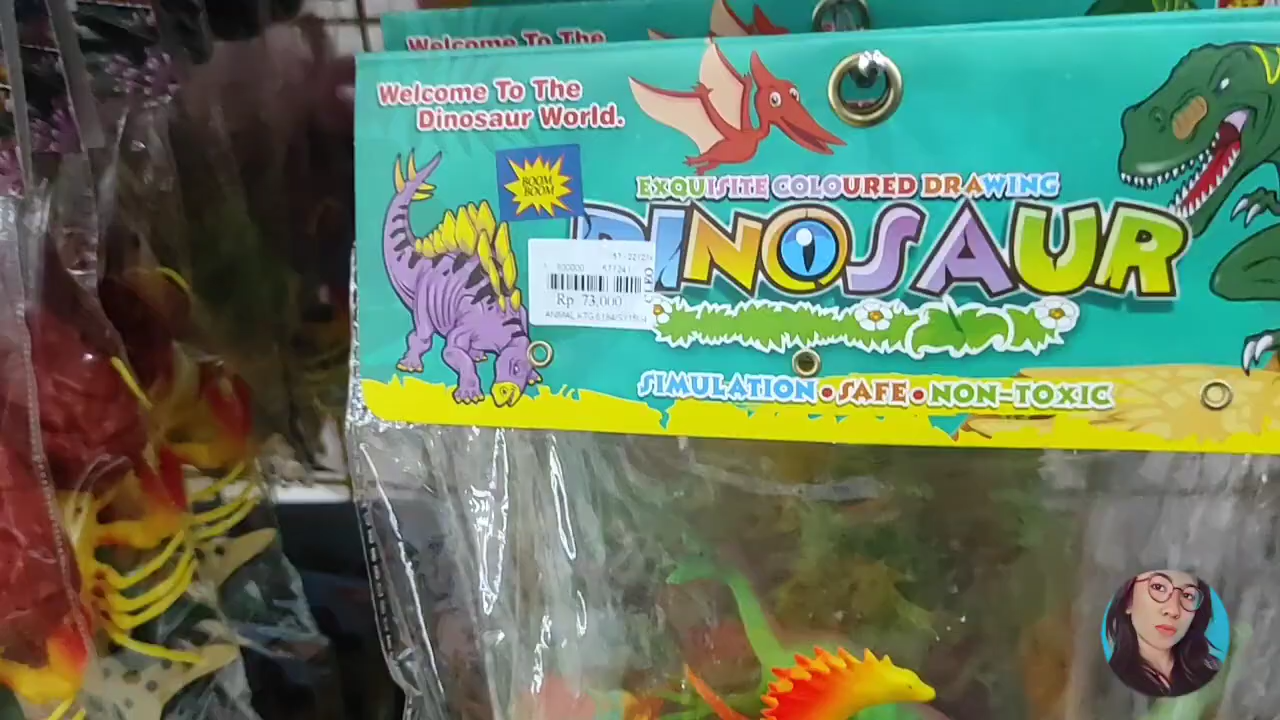 Welcome To The
Welcome To The
Dinosaur World.
BOOM
BOOM
EXQUISITE COLOURED DRAWING
DINOSAUR
Rp 73,000
SIMULATION • SAFE • NON-TOXIC